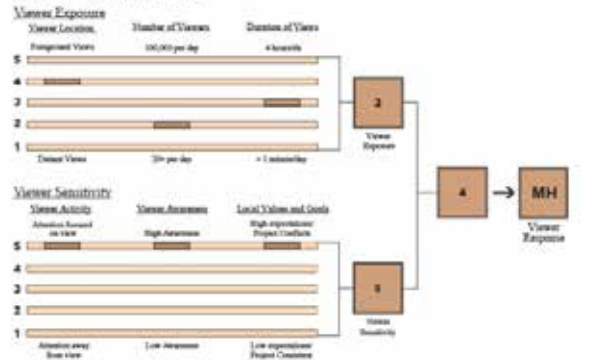 Viewer Exposure
Viewer Location Number of Viewers Duration of Views
Foreground Views 100,000 per day
5
4
3
2
1
Distant Views 20+ per day < 1 minute/day
3
Viewer
Exposure
4
MH
Viewer
Response
Viewer Sensitivity
Viewer Activity Viewer Awareness Local Values and Goals
Attention focused
on view
High Awareness
High expectations/
Project Conflicts
5
4
3
2
1
Attention away
from view
Low Awareness
Low expectations/
Project Consistent
5
Viewer
Sensitivity